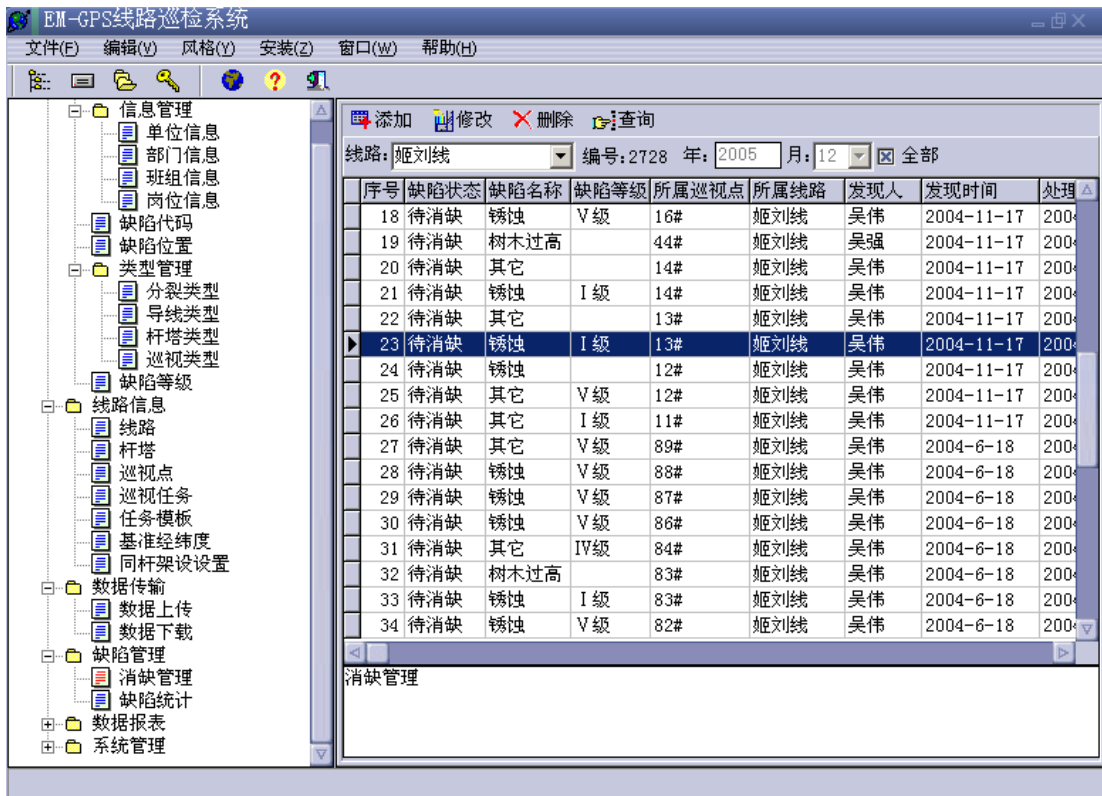 EM-GPS线路巡检系统
文件(F) 编辑(V) 风格(Y) 安装(Z) 窗口(W) 帮助(H)
信息管理
单位信息
部门信息
班组信息
岗位信息
缺陷代码
缺陷位置
类型管理
分裂类型
导线类型
杆塔类型
巡视类型
缺陷等级
线路信息
线路
杆塔
巡视点
巡视任务
任务模板
基准经纬度
同杆架设设置
数据传输
数据上传
数据下载
缺陷管理
消缺管理
缺陷统计
数据报表
系统管理
添加 修改 删除 查询
线路: 姬刘线 编号:2728 年: 2005 月: 12 全部
序号 缺陷状态 缺陷名称 缺陷等级 所属巡视点 所属线路 发现人 发现时间 处理
18 待消缺 锈蚀 V级 16# 姬刘线 吴伟 2004-11-17 200
19 待消缺 树木过高 44# 姬刘线 吴强 2004-11-17 200
20 待消缺 其它 14# 姬刘线 吴伟 2004-11-17 200
21 待消缺 锈蚀 I级 14# 姬刘线 吴伟 2004-11-17 200
22 待消缺 其它 13# 姬刘线 吴伟 2004-11-17 200
23 待消缺 锈蚀 I级 13# 姬刘线 吴伟 2004-11-17 200
24 待消缺 锈蚀 12# 姬刘线 吴伟 2004-11-17 200
25 待消缺 其它 V级 12# 姬刘线 吴伟 2004-11-17 200
26 待消缺 其它 I级 11# 姬刘线 吴伟 2004-11-17 200
27 待消缺 其它 V级 89# 姬刘线 吴伟 2004-6-18 200
28 待消缺 锈蚀 V级 88# 姬刘线 吴伟 2004-6-18 200
29 待消缺 锈蚀 V级 87# 姬刘线 吴伟 2004-6-18 200
30 待消缺 锈蚀 V级 86# 姬刘线 吴伟 2004-6-18 200
31 待消缺 其它 IV级 84# 姬刘线 吴伟 2004-6-18 200
32 待消缺 树木过高 83# 姬刘线 吴伟 2004-6-18 200
33 待消缺 锈蚀 I级 83# 姬刘线 吴伟 2004-6-18 200
34 待消缺 锈蚀 V级 82# 姬刘线 吴伟 2004-6-18 200
消缺管理